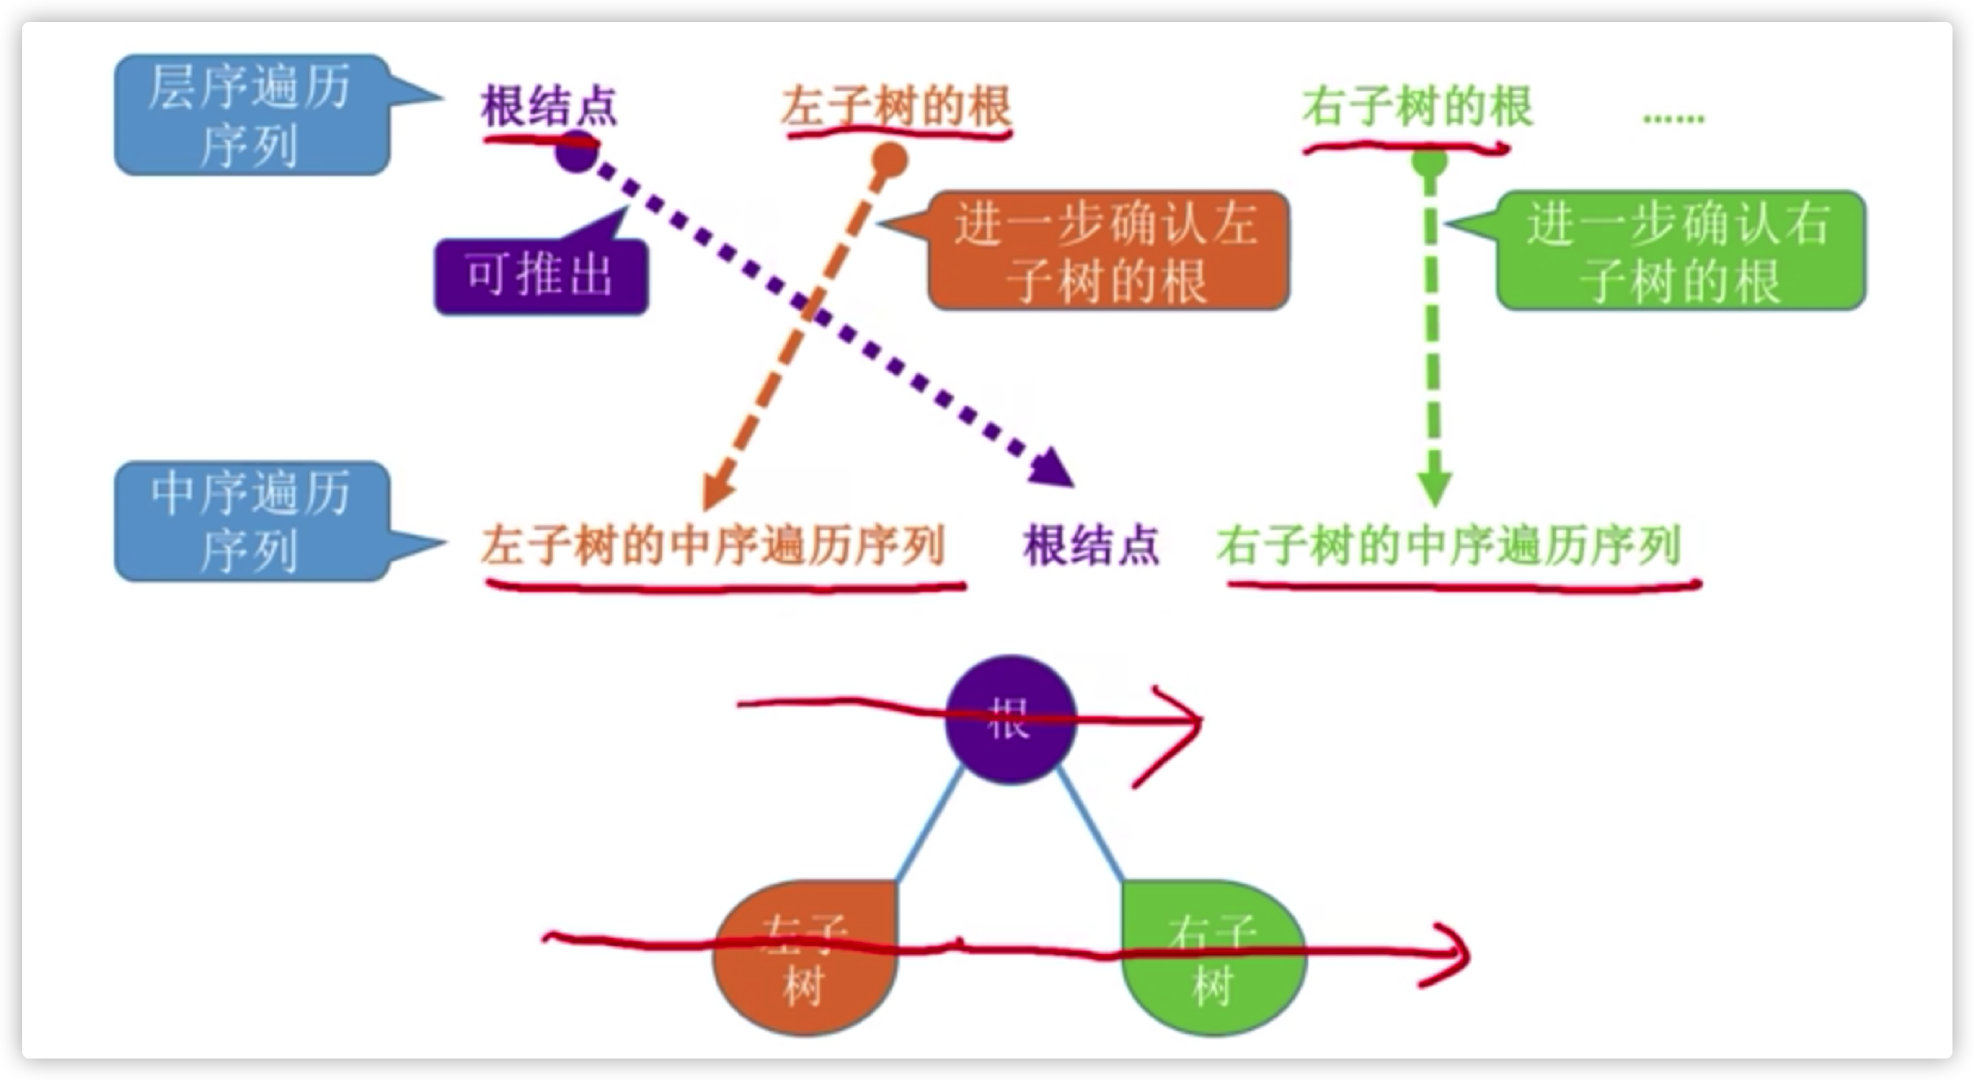 层序遍历
序列
根结点
左子树的根
右子树的根
……
可推出
进一步确认左
子树的根
进一步确认右
子树的根
中序遍历
序列
左子树的中序遍历序列
根结点
右子树的中序遍历序列
根
左子
树
右子
树